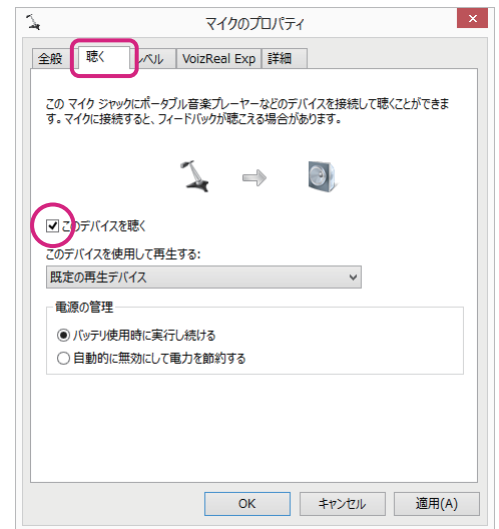 マイクのプロパティ
全般 聴く レベル VoizReal Exp 詳細
この マイク ジャックにポータブル音楽プレーヤーなどのデバイスを接続して聴くことができま
す。マイクに接続すると、フィードバックが聴こえる場合があります。
このデバイスを聴く
このデバイスを使用して再生する:
既定の再生デバイス
電源の管理
バッテリ使用時に実行し続ける
自動的に無効にして電力を節約する
OK キャンセル 適用(A)